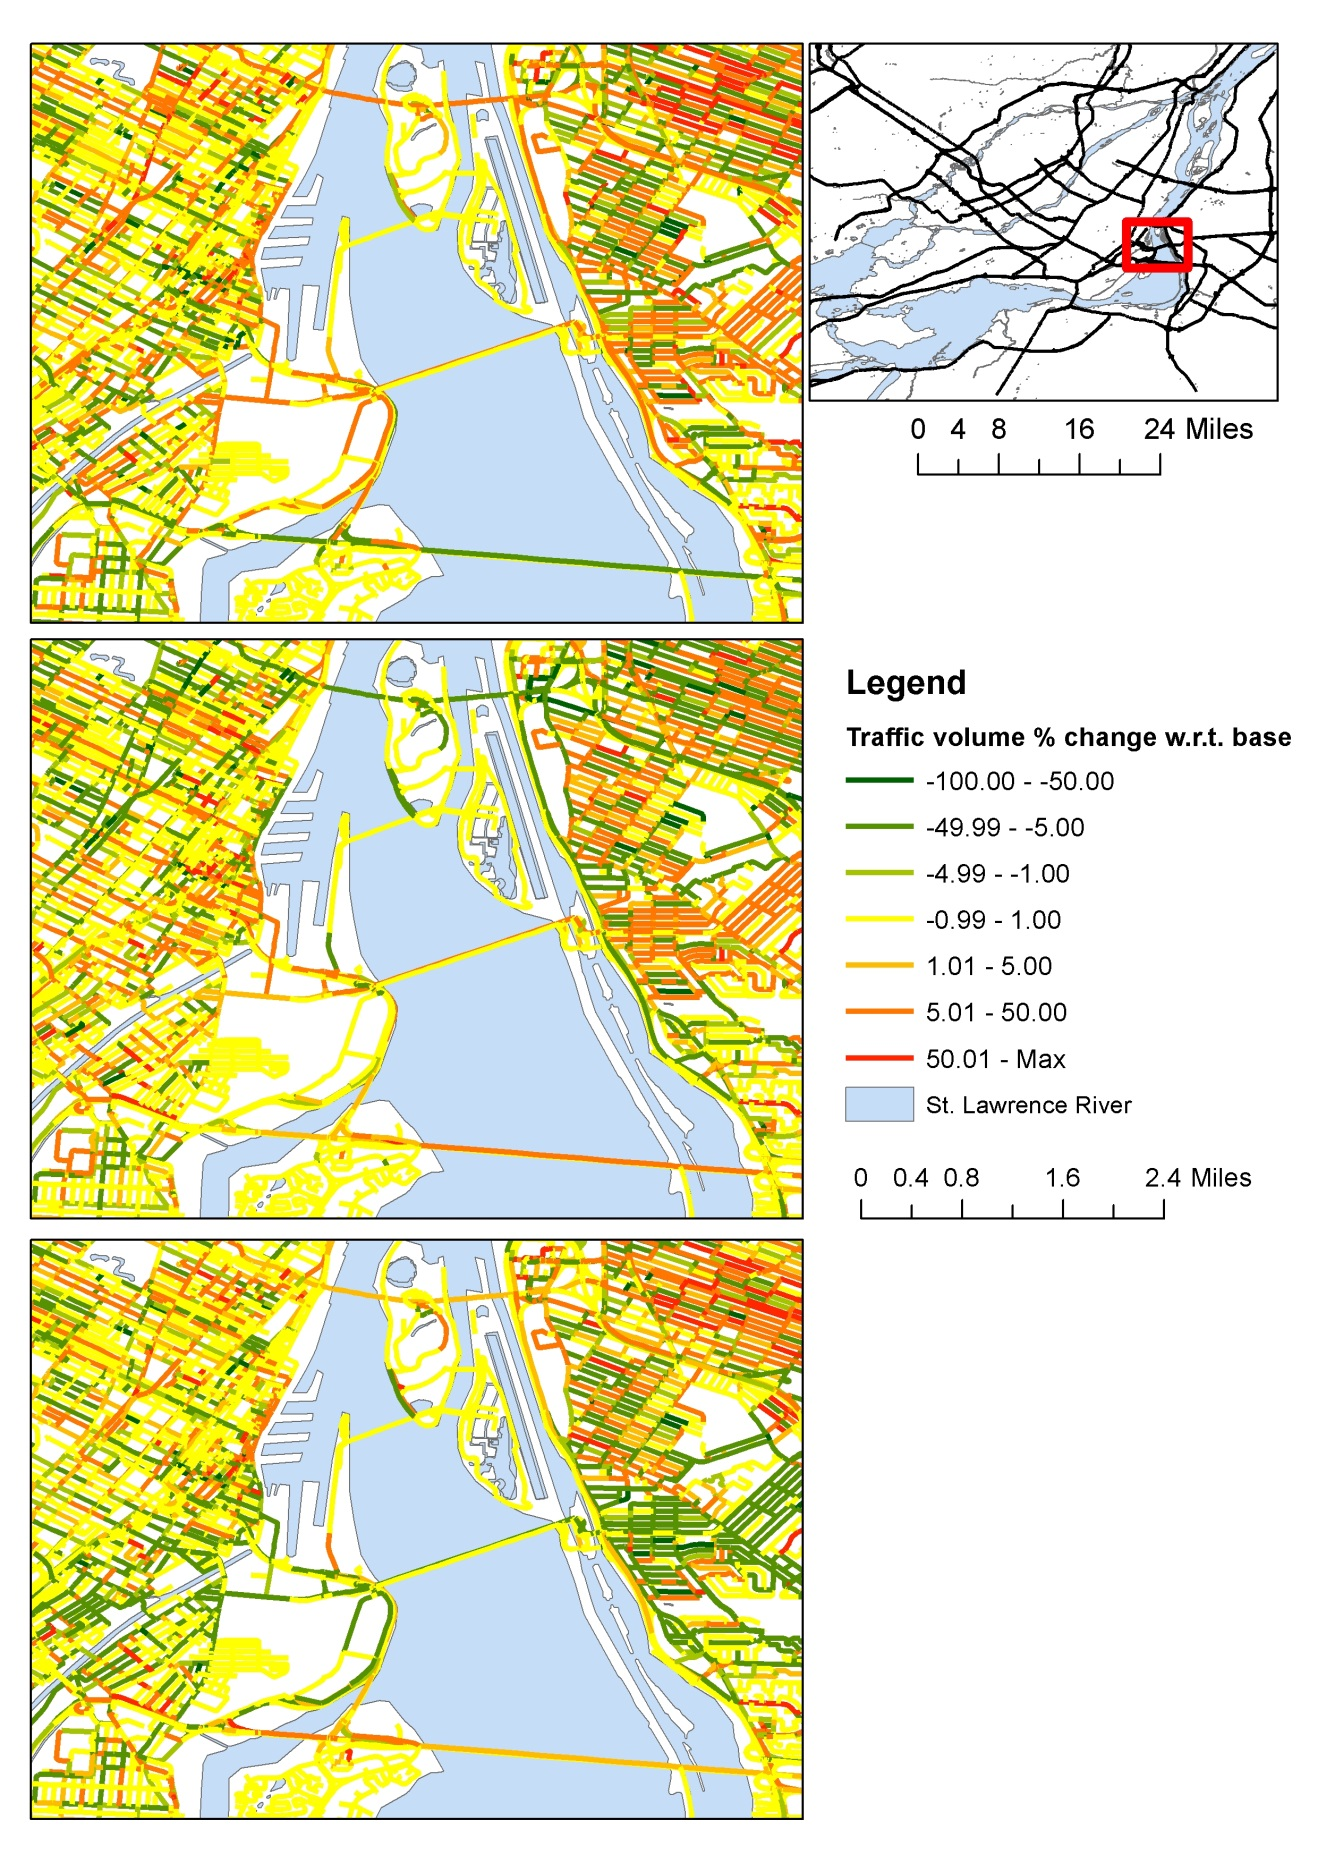 0 4 8 16 24 Miles
Legend
Traffic volume % change w.r.t. base
-100.00 - -50.00
-49.99 - -5.00
-4.99 - -1.00
-0.99 - 1.00
1.01 - 5.00
5.01 - 50.00
50.01 - Max
St. Lawrence River
0 0.4 0.8 1.6 2.4 Miles